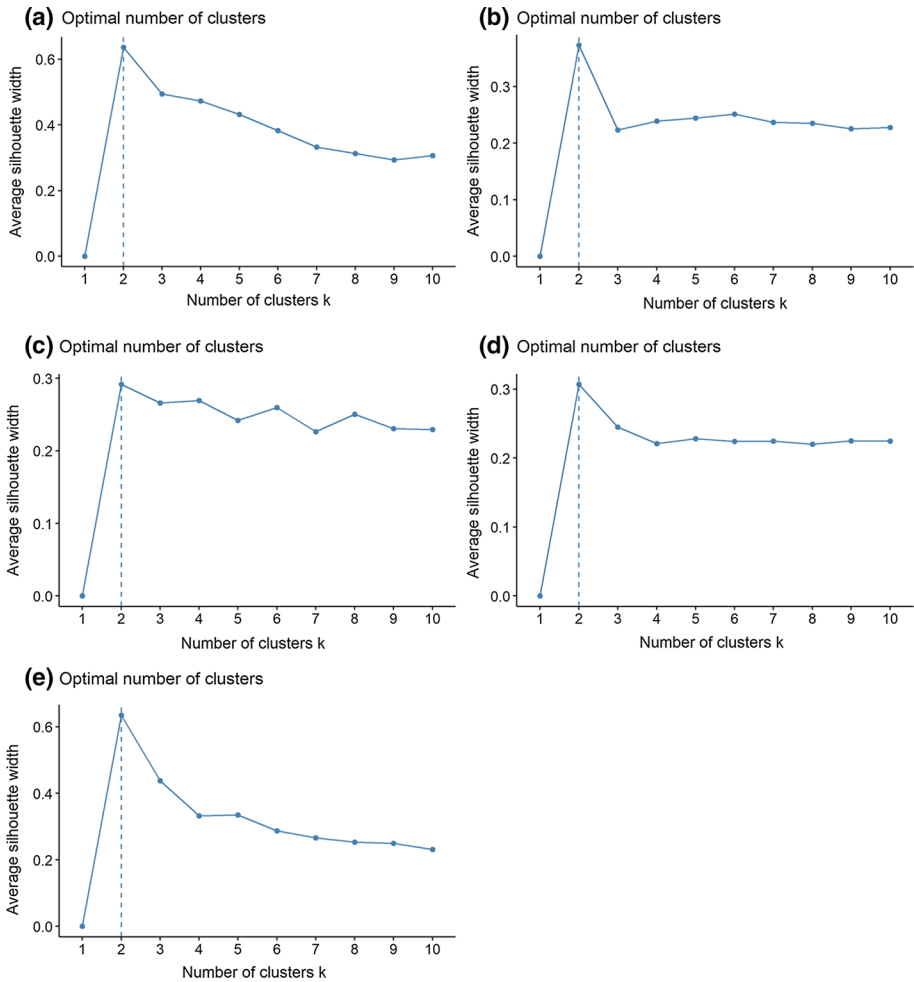 (a) Optimal number of clusters
Average silhouette width
0.6
0.4
0.2
0.0
1 2 3 4 5 6 7 8 9 10
Number of clusters k
(b) Optimal number of clusters
Average silhouette width
0.3
0.2
0.1
0.0
1 2 3 4 5 6 7 8 9 10
Number of clusters k
(c) Optimal number of clusters
Average silhouette width
0.3
0.2
0.1
0.0
1 2 3 4 5 6 7 8 9 10
Number of clusters k
(d) Optimal number of clusters
Average silhouette width
0.3
0.2
0.1
0.0
1 2 3 4 5 6 7 8 9 10
Number of clusters k
(e) Optimal number of clusters
Average silhouette width
0.6
0.4
0.2
0.0
1 2 3 4 5 6 7 8 9 10
Number of clusters k